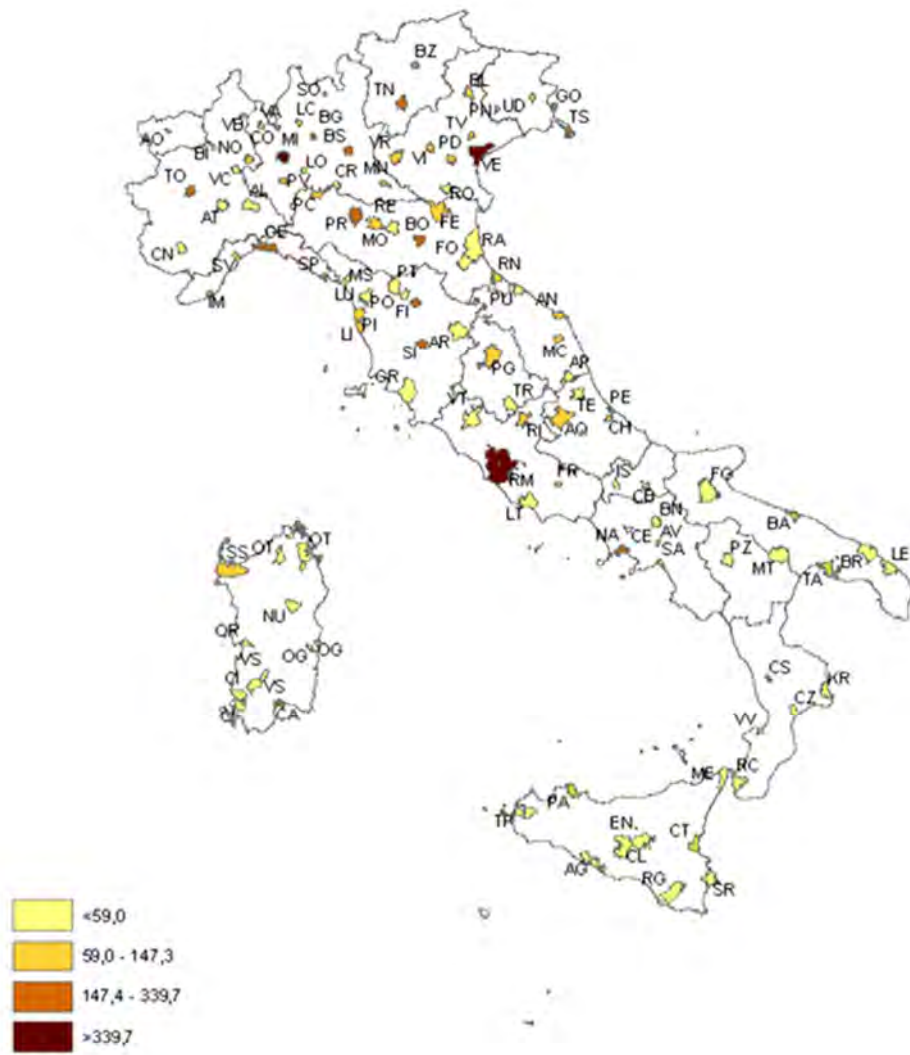 BZ
SO
TN
BL
PN
UD
GO
TS
AO
VB
VA
CO
LC
BG
BS
TV
BI
NO
MI
VR
VI
PD
VE
TO
VC
PV
LO
CR
MN
RO
AT
AL
PC
RE
GE
PR
MO
BO
FE
CN
SV
SP
MS
FO
RA
RN
IM
LU
PT
PO
FI
PU
AN
LI
PI
AR
SI
PG
MC
AP
GR
VT
TR
TE
PE
RI
AQ
CH
RM
FR
IS
CB
FG
LT
BN
BA
NA
CE
AV
SA
PZ
MT
TA
BR
LE
SS
OT
OT
NU
OR
VS
OG
OG
CI
VS
CA
CS
KR
CZ
VV
ME
RC
PA
TP
EN
CL
CT
AG
RG
SR
<59,0
59,0 - 147,3
147,4 - 339,7
>339,7